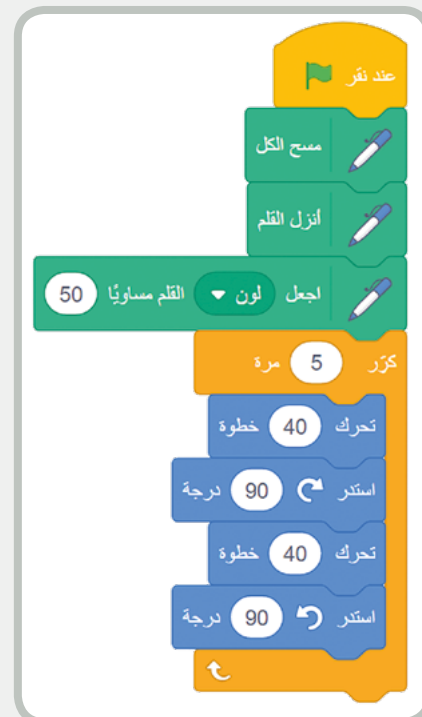 عند نقر
مسح الكل
أنزل القلم
اجعل لون القلم مساويًا 50
كرّر 5 مرة
تحرك 40 خطوة
استدر 90 درجة
تحرك 40 خطوة
استدر 90 درجة